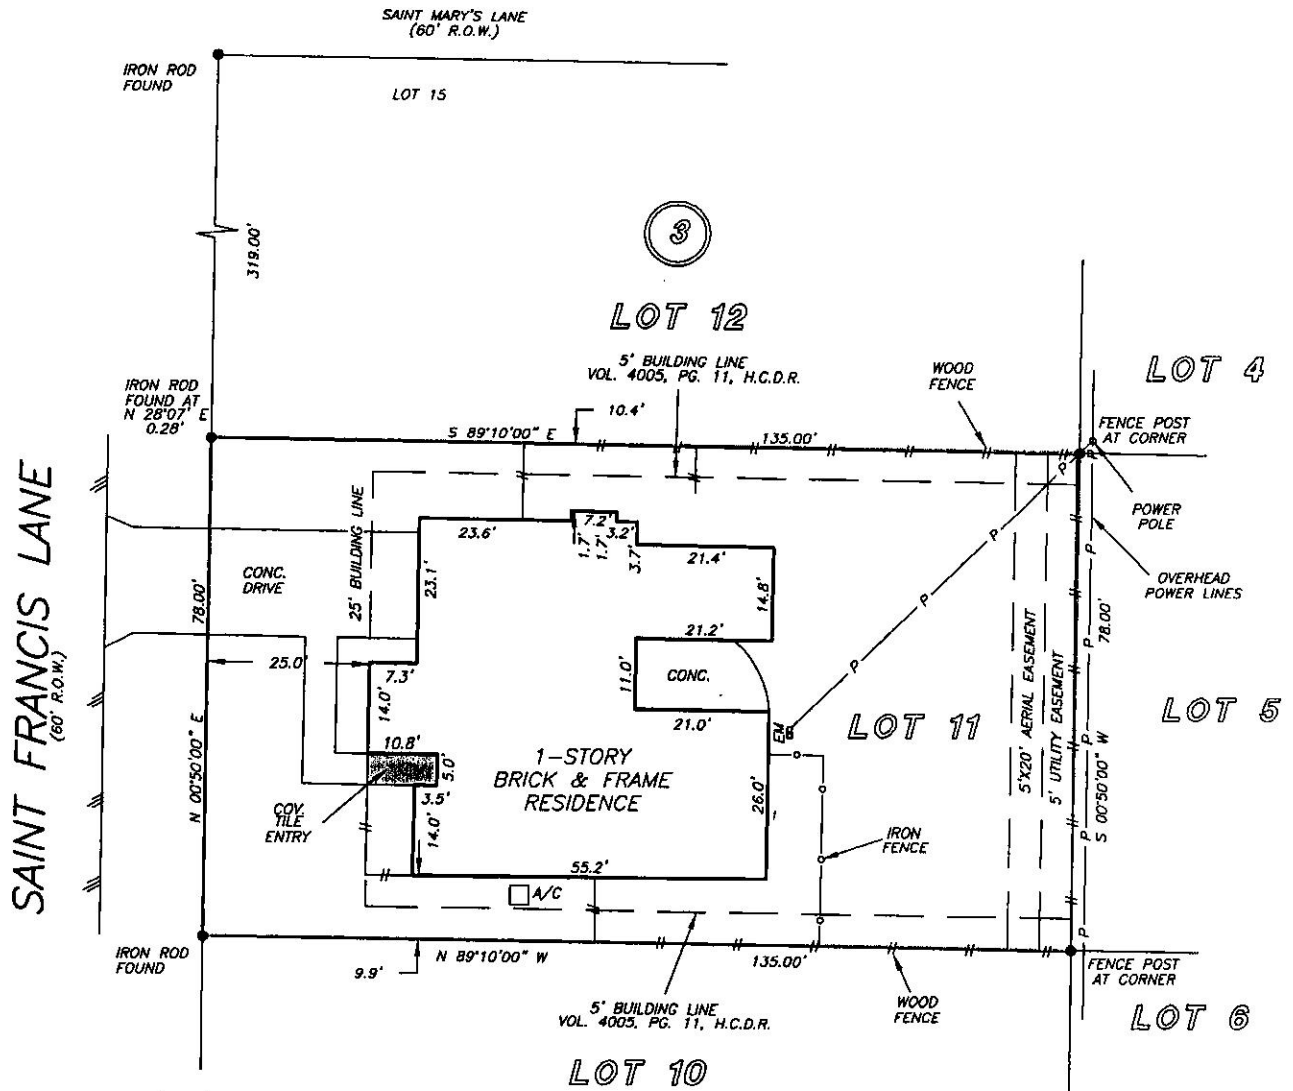 SAINT MARY'S LANE
(60' R.O.W.)
IRON ROD
FOUND
LOT 15
319.00'
3
LOT 12
5' BUILDING LINE
VOL. 4005, PG. 11, H.C.D.R.
WOOD
FENCE
LOT 4
IRON ROD
FOUND AT
N 28°07' E
0.28'
10.4'
S 89°10'00" E
135.00'
FENCE POST
AT CORNER
SAINT FRANCIS LANE
(60' R.O.W.)
25' BUILDING LINE
23.6'
7.2'
3.2'
1.7'
1.7'
3.7'
21.4'
P
P
P
POWER
POLE
CONC.
DRIVE
78.00'
23.1'
14.8'
P
P
OVERHEAD
POWER LINES
78.00'
25.0'
7.3'
21.2'
11.0'
CONC.
P
P
5'X20' AERIAL EASEMENT
5' UTILITY EASEMENT
14.0'
21.0'
EM
LOT 11
LOT 5
N 00°50'00" E
10.8'
5.0'
1-STORY
BRICK & FRAME
RESIDENCE
P
S 00°50'00" W
COV.
TILE
ENTRY
3.5'
14.0'
26.0'
IRON
FENCE
P
55.2'
A/C
P
IRON ROD
FOUND
N 89°10'00" W
9.9'
135.00'
FENCE POST
AT CORNER
5' BUILDING LINE
VOL. 4005, PG. 11, H.C.D.R.
WOOD
FENCE
LOT 6
LOT 10